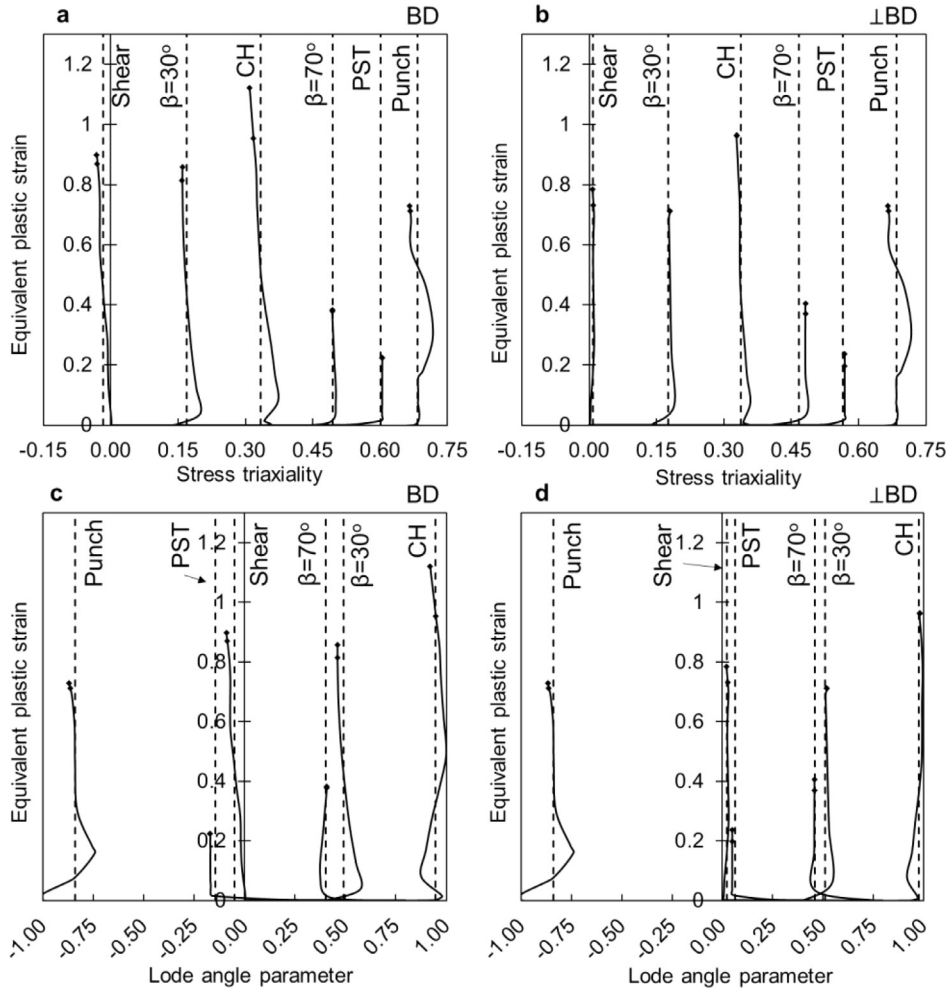 a BD
1.2
1
0.8
0.6
0.4
0.2
0
Equivalent plastic strain
Shear
β=30°
CH
β=70°
PST
Punch
-0.15 0.00 0.15 0.30 0.45 0.60 0.75
Stress triaxiality
b ⊥BD
1.2
1
0.8
0.6
0.4
0.2
0
Equivalent plastic strain
Shear
β=30°
CH
β=70°
PST
Punch
-0.15 0.00 0.15 0.30 0.45 0.60 0.75
Stress triaxiality
c BD
1.2
1
0.8
0.6
0.4
0.2
0
Equivalent plastic strain
Punch
PST
Shear
β=70°
β=30°
CH
-1.00 -0.75 -0.50 -0.25 0.00 0.25 0.50 0.75 1.00
Lode angle parameter
d ⊥BD
1.2
1
0.8
0.6
0.4
0.2
0
Equivalent plastic strain
Punch
Shear
PST
β=70°
β=30°
CH
-1.00 -0.75 -0.50 -0.25 0.00 0.25 0.50 0.75 1.00
Lode angle parameter